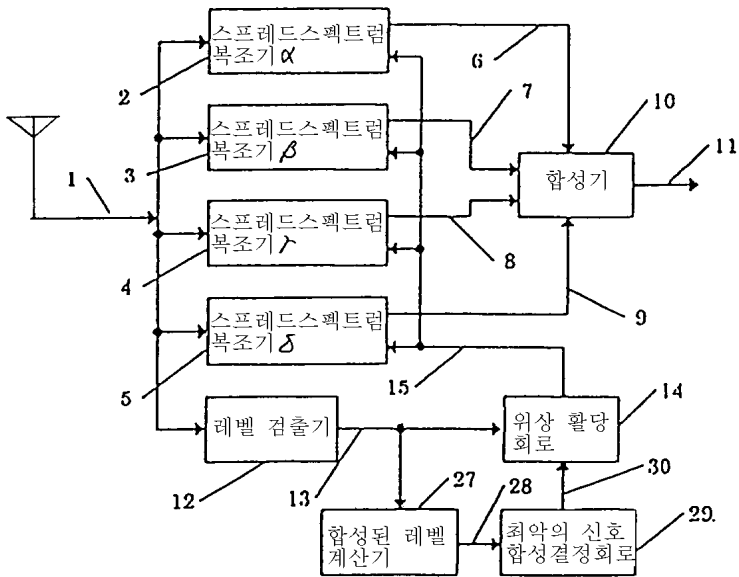 스프레드스펙트럼
복조기 α
6
2
7
10
스프레드스펙트럼
복조기 β
3
합성기
11
1
스프레드스펙트럼
복조기 γ
4
8
스프레드스펙트럼
복조기 δ
5
9
15
14
레벨 검출기
위상 활당
회로
12
13
27
28
30
합성된 레벨
계산기
최악의 신호
합성결정회로
29.